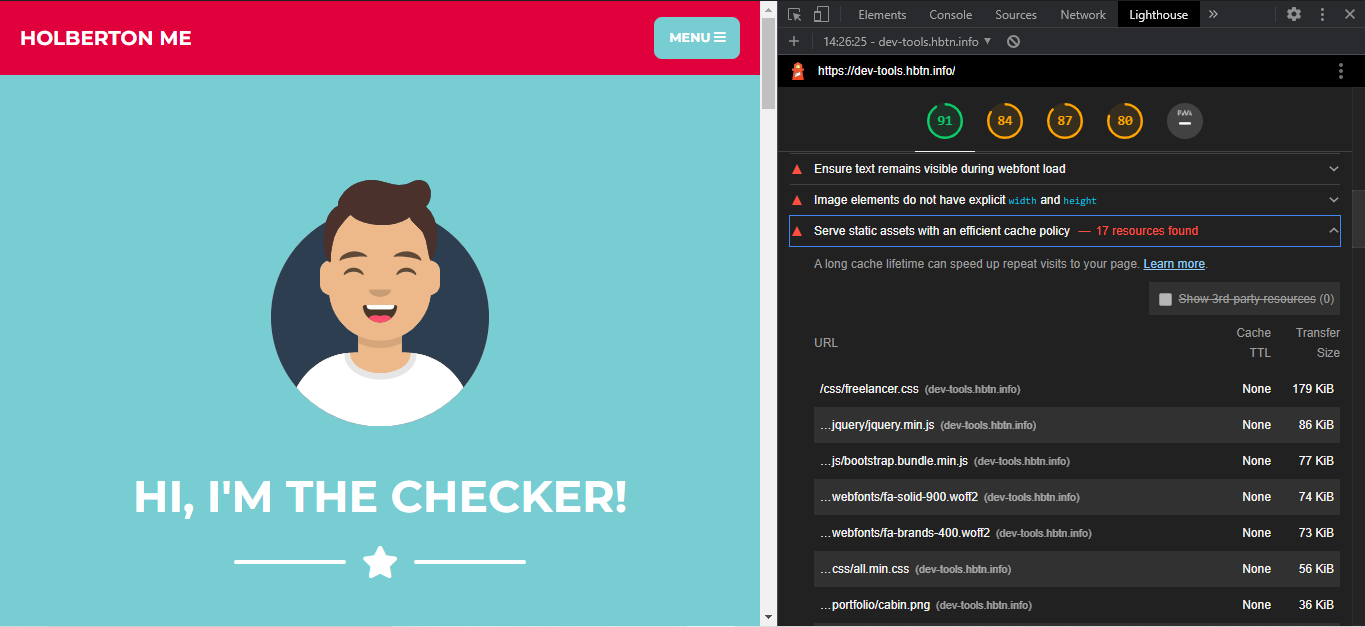 HOLBERTON ME
MENU
HI, I'M THE CHECKER!
Elements Console Sources Network Lighthouse »
+ 14:26:25 - dev-tools.hbtn.info
https://dev-tools.hbtn.info/
91 84 87 80 PWA
Ensure text remains visible during webfont load
Image elements do not have explicit width and height
Serve static assets with an efficient cache policy — 17 resources found
A long cache lifetime can speed up repeat visits to your page. Learn more.
Show 3rd-party resources (0)
URL Cache TTL Transfer Size
/css/freelancer.css (dev-tools.hbtn.info) None 179 KiB
…jquery/jquery.min.js (dev-tools.hbtn.info) None 86 KiB
…js/bootstrap.bundle.min.js (dev-tools.hbtn.info) None 77 KiB
…webfonts/fa-solid-900.woff2 (dev-tools.hbtn.info) None 74 KiB
…webfonts/fa-brands-400.woff2 (dev-tools.hbtn.info) None 73 KiB
…css/all.min.css (dev-tools.hbtn.info) None 56 KiB
…portfolio/cabin.png (dev-tools.hbtn.info) None 36 KiB